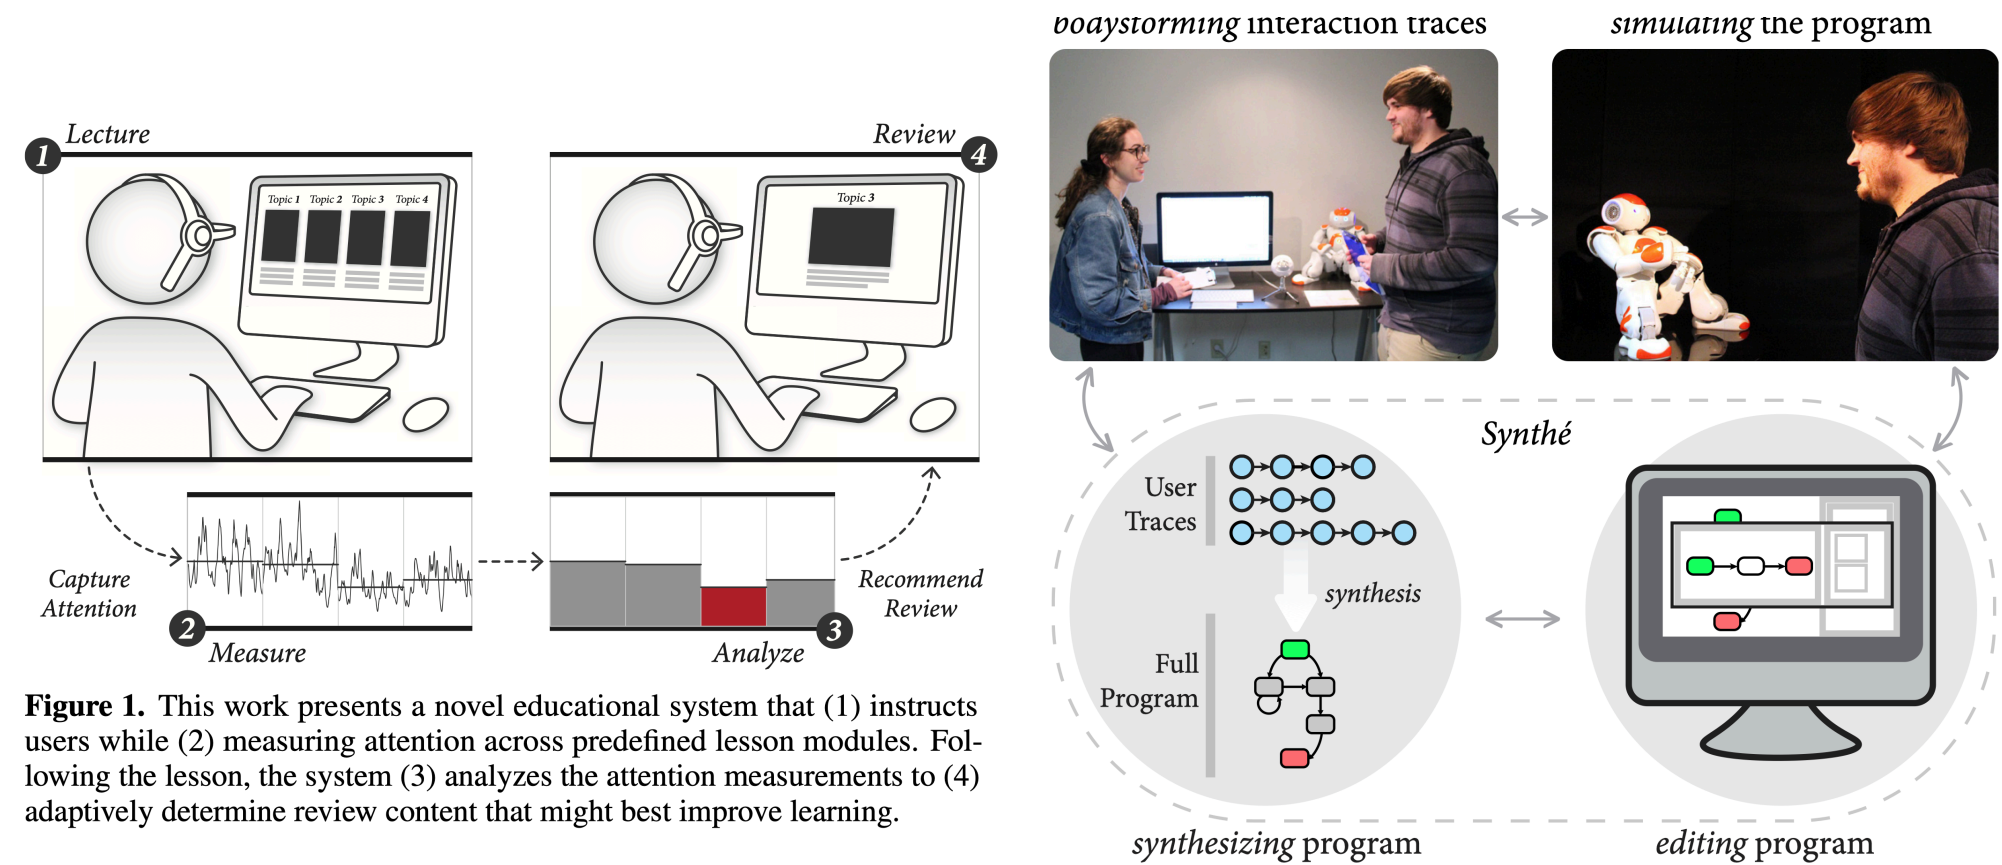 Lecture
1
Topic 1 Topic 2 Topic 3 Topic 4
Review
4
Topic 3
Capture
Attention
2
Measure
3
Analyze
Recommend
Review
Figure 1. This work presents a novel educational system that (1) instructs
users while (2) measuring attention across predefined lesson modules. Fol-
lowing the lesson, the system (3) analyzes the attention measurements to (4)
adaptively determine review content that might best improve learning.
bodystorming interaction traces
simulating the program
Synthé
User
Traces
synthesis
Full
Program
synthesizing program
editing program